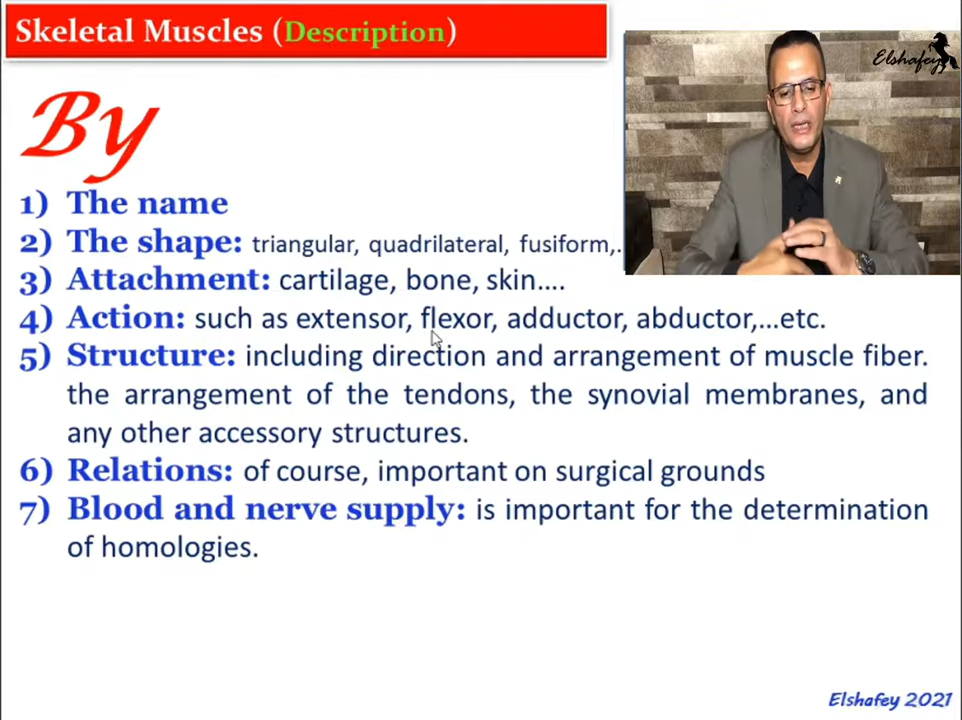 Skeletal Muscles (Description)
Elshafey
By
1) The name
2) The shape: triangular, quadrilateral, fusiform,.
3) Attachment: cartilage, bone, skin....
4) Action: such as extensor, flexor, adductor, abductor,...etc.
5) Structure: including direction and arrangement of muscle fiber.
the arrangement of the tendons, the synovial membranes, and
any other accessory structures.
6) Relations: of course, important on surgical grounds
7) Blood and nerve supply: is important for the determination
of homologies.
Elshafey 2021